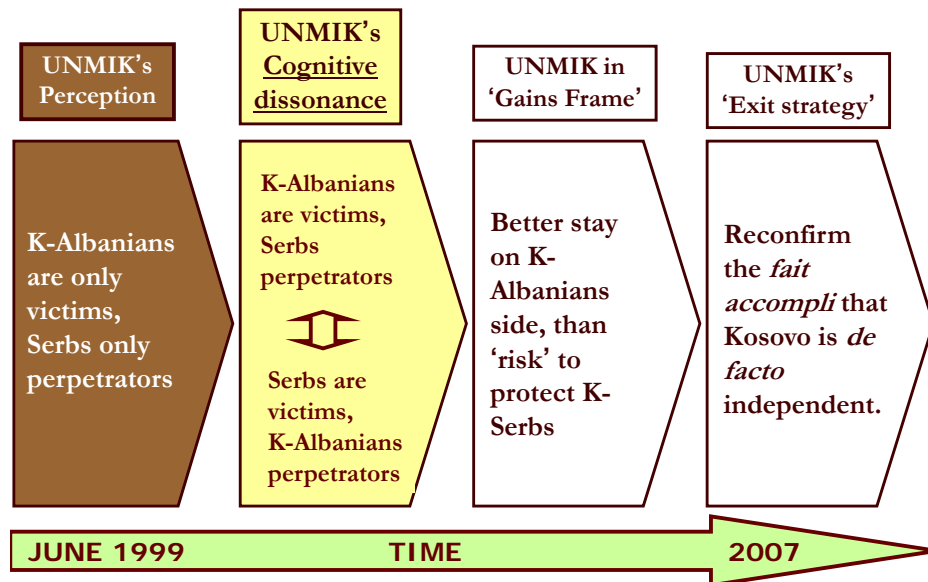 UNMIK's
Perception
UNMIK's
Cognitive
dissonance
UNMIK in
‘Gains Frame’
UNMIK's
‘Exit strategy’
K-Albanians
are only
victims,
Serbs only
perpetrators
K-Albanians
are victims,
Serbs
perpetrators
Serbs are
victims,
K-Albanians
perpetrators
Better stay
on K-
Albanians
side, than
‘risk’ to
protect K-
Serbs
Reconfirm
the fait
accompli that
Kosovo is de
facto
independent.
JUNE 1999 TIME 2007